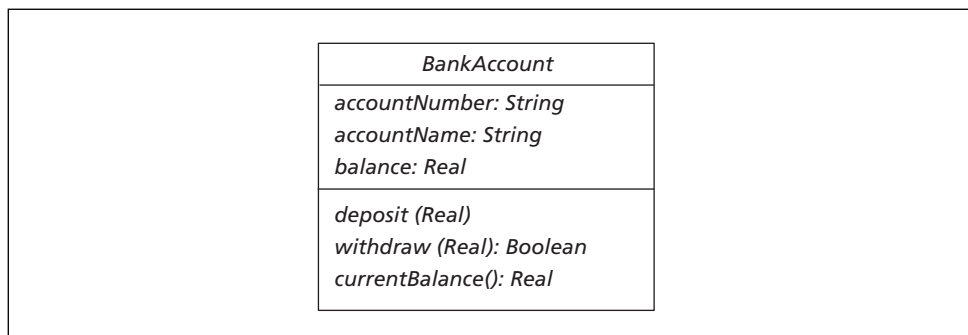 BankAccount
accountNumber: String
accountName: String
balance: Real
deposit (Real)
withdraw (Real): Boolean
currentBalance(): Real